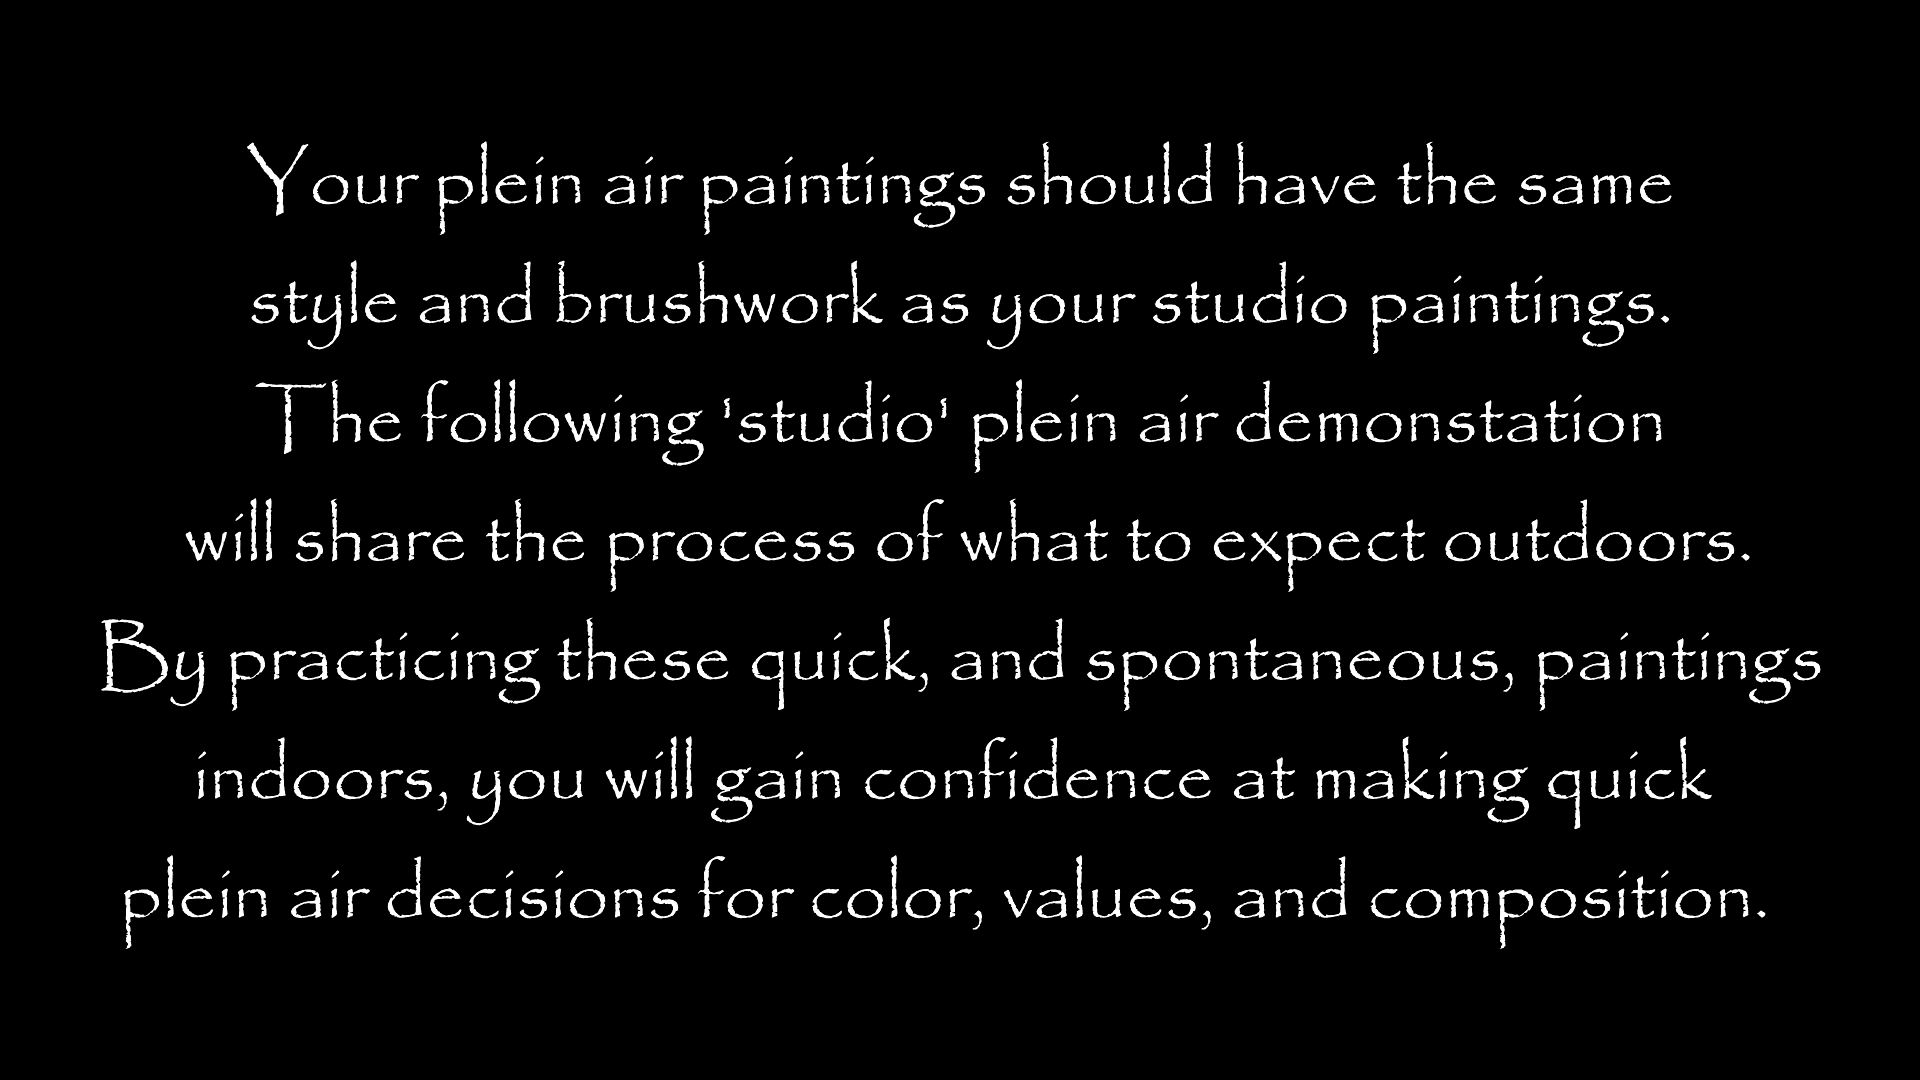 Your plein air paintings should have the same
style and brushwork as your studio paintings.
The following 'studio' plein air demonstation
will share the process of what to expect outdoors.
By practicing these quick, and spontaneous, paintings
indoors, you will gain confidence at making quick
plein air decisions for color, values, and composition.